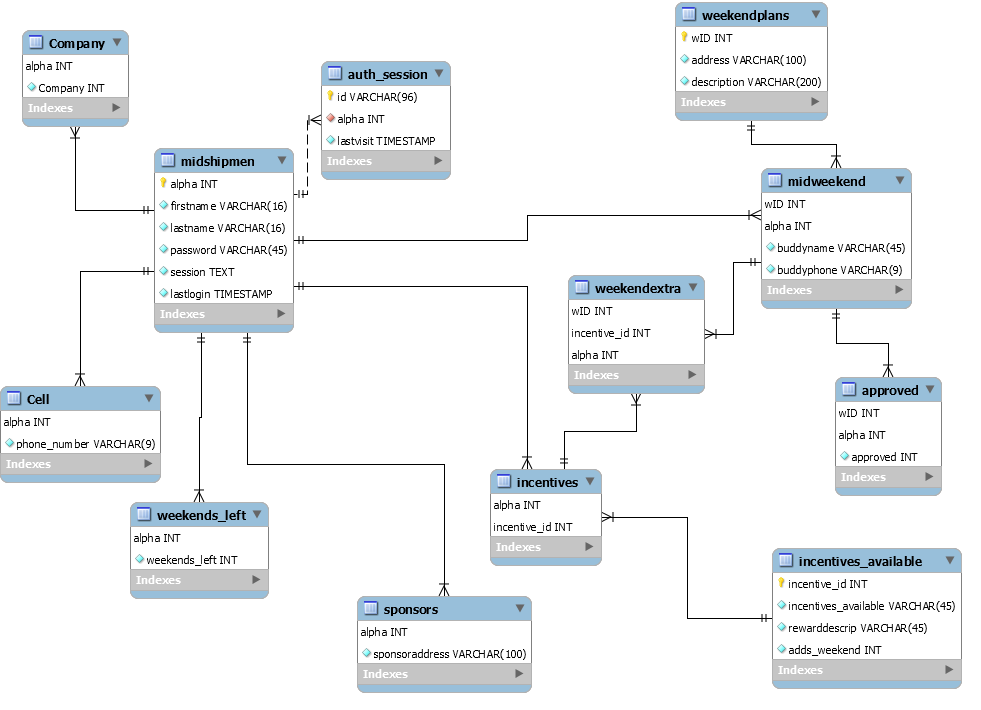 weekendplans
wID INT
address VARCHAR(100)
description VARCHAR(200)
Indexes
Company
alpha INT
Company INT
Indexes
auth_session
id VARCHAR(96)
alpha INT
lastvisit TIMESTAMP
Indexes
midshipmen
alpha INT
firstname VARCHAR(16)
lastname VARCHAR(16)
password VARCHAR(45)
session TEXT
lastlogin TIMESTAMP
Indexes
midweekend
wID INT
alpha INT
buddyname VARCHAR(45)
buddyphone VARCHAR(9)
Indexes
weekendextra
wID INT
incentive_id INT
alpha INT
Indexes
Cell
alpha INT
phone_number VARCHAR(9)
Indexes
approved
wID INT
alpha INT
approved INT
Indexes
incentives
alpha INT
incentive_id INT
Indexes
weekends_left
alpha INT
weekends_left INT
Indexes
incentives_available
incentive_id INT
incentives_available VARCHAR(45)
rewarddescrip VARCHAR(45)
adds_weekend INT
Indexes
sponsors
alpha INT
sponsoraddress VARCHAR(100)
Indexes